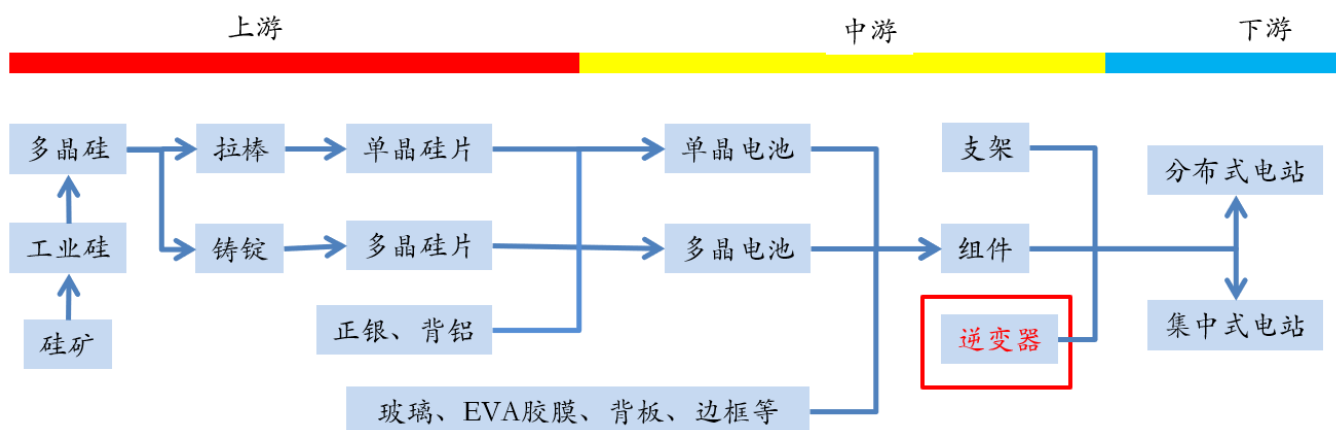 上游
中游
下游
多晶硅
拉棒
单晶硅片
单晶电池
支架
分布式电站
工业硅
铸锭
多晶硅片
多晶电池
组件
硅矿
正银、背铝
逆变器
集中式电站
玻璃、EVA胶膜、背板、边框等